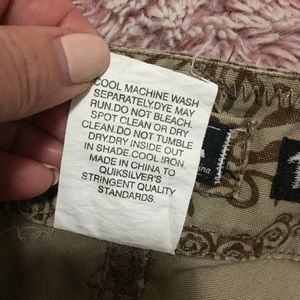 COOL MACHINE WASH
SEPARATELY.DYE MAY
RUN.DO NOT BLEACH.
SPOT CLEAN OR DRY
CLEAN.DO NOT TUMBLE
DRY.DRY INSIDE OUT
IN SHADE.COOL IRON.
MADE IN CHINA TO
QUIKSILVER'S
STRINGENT QUALITY
STANDARDS.